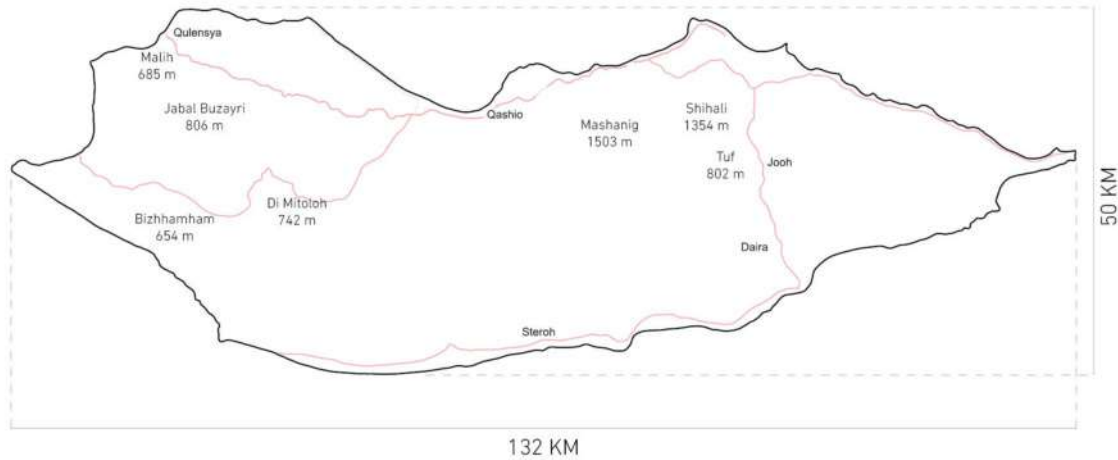 Qulensya
Malih
685 m
Jabal Buzayri
806 m
Qashio
Mashanig
1503 m
Shihali
1354 m
Tuf
802 m
Jooh
Bizhhamham
654 m
Di Mitoloh
742 m
Daira
Steroh
50 KM
132 KM